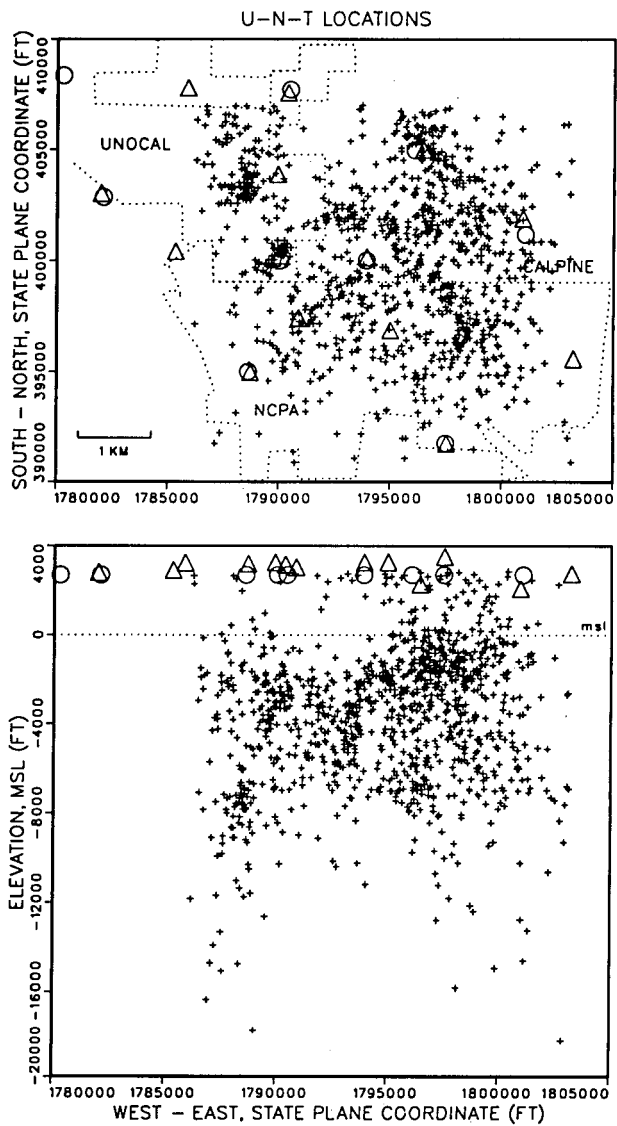 U-N-T LOCATIONS
SOUTH - NORTH, STATE PLANE COORDINATE (FT)
410000
405000
400000
395000
390000
UNOCAL
CALPINE
NCPA
1 KM
1780000 1785000 1790000 1795000 1800000 1805000
ELEVATION, MSL (FT)
4000
0
-4000
-8000
-12000
-16000
-20000
msl
1780000 1785000 1790000 1795000 1800000 1805000
WEST - EAST, STATE PLANE COORDINATE (FT)